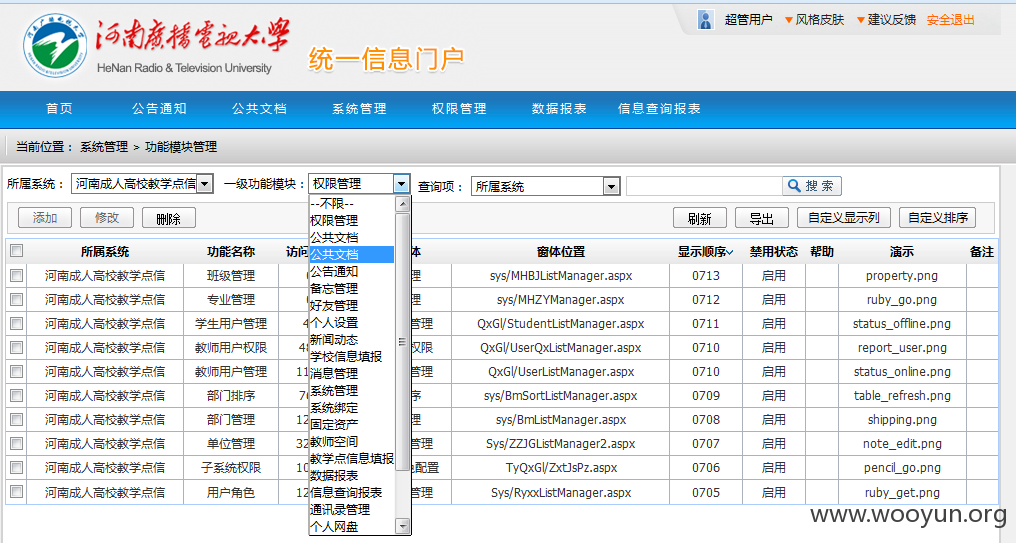 河南广播电视大学
HeNan Radio & Television University
统一信息门户
超管用户 风格皮肤 建议反馈 安全退出
首页 公告通知 公共文档 系统管理 权限管理 数据报表 信息查询报表
当前位置： 系统管理 > 功能模块管理
所属系统： 河南成人高校教学点信 一级功能模块： 权限管理 查询项： 所属系统 搜 索
添加 修改 删除 刷新 导出 自定义显示列 自定义排序
所属系统 功能名称 访问 体 窗体位置 显示顺序 禁用状态 帮助 演示 备注
河南成人高校教学点信 班级管理 理 sys/MHBJListManager.aspx 0713 启用 property.png
河南成人高校教学点信 专业管理 理 sys/MHZYManager.aspx 0712 启用 ruby_go.png
河南成人高校教学点信 学生用户管理 4 管理 QxGl/StudentListManager.aspx 0711 启用 status_offline.png
河南成人高校教学点信 教师用户权限 48 权限 QxGl/UserQxListManager.aspx 0710 启用 report_user.png
河南成人高校教学点信 教师用户管理 11 管理 QxGl/UserListManager.aspx 0710 启用 status_online.png
河南成人高校教学点信 部门排序 序 sys/BmSortListManager.aspx 0709 启用 table_refresh.png
河南成人高校教学点信 部门管理 12 理 sys/BmListManager.aspx 0708 启用 shipping.png
河南成人高校教学点信 单位管理 32 管理 Sys/ZZJGListManager2.aspx 0707 启用 note_edit.png
河南成人高校教学点信 子系统权限 10 配置 TyQxGl/ZxtJsPz.aspx 0706 启用 pencil_go.png
河南成人高校教学点信 用户角色 12 管理 Sys/RyxxListManager.aspx 0705 启用 ruby_get.png
--不限--
权限管理
公共文档
公共文档
公告通知
备忘管理
好友管理
个人设置
新闻动态
学校信息填报
消息管理
系统管理
系统绑定
固定资产
教师空间
教学点信息填报
数据报表
信息查询报表
通讯录管理
个人网盘
www.wooyun.org